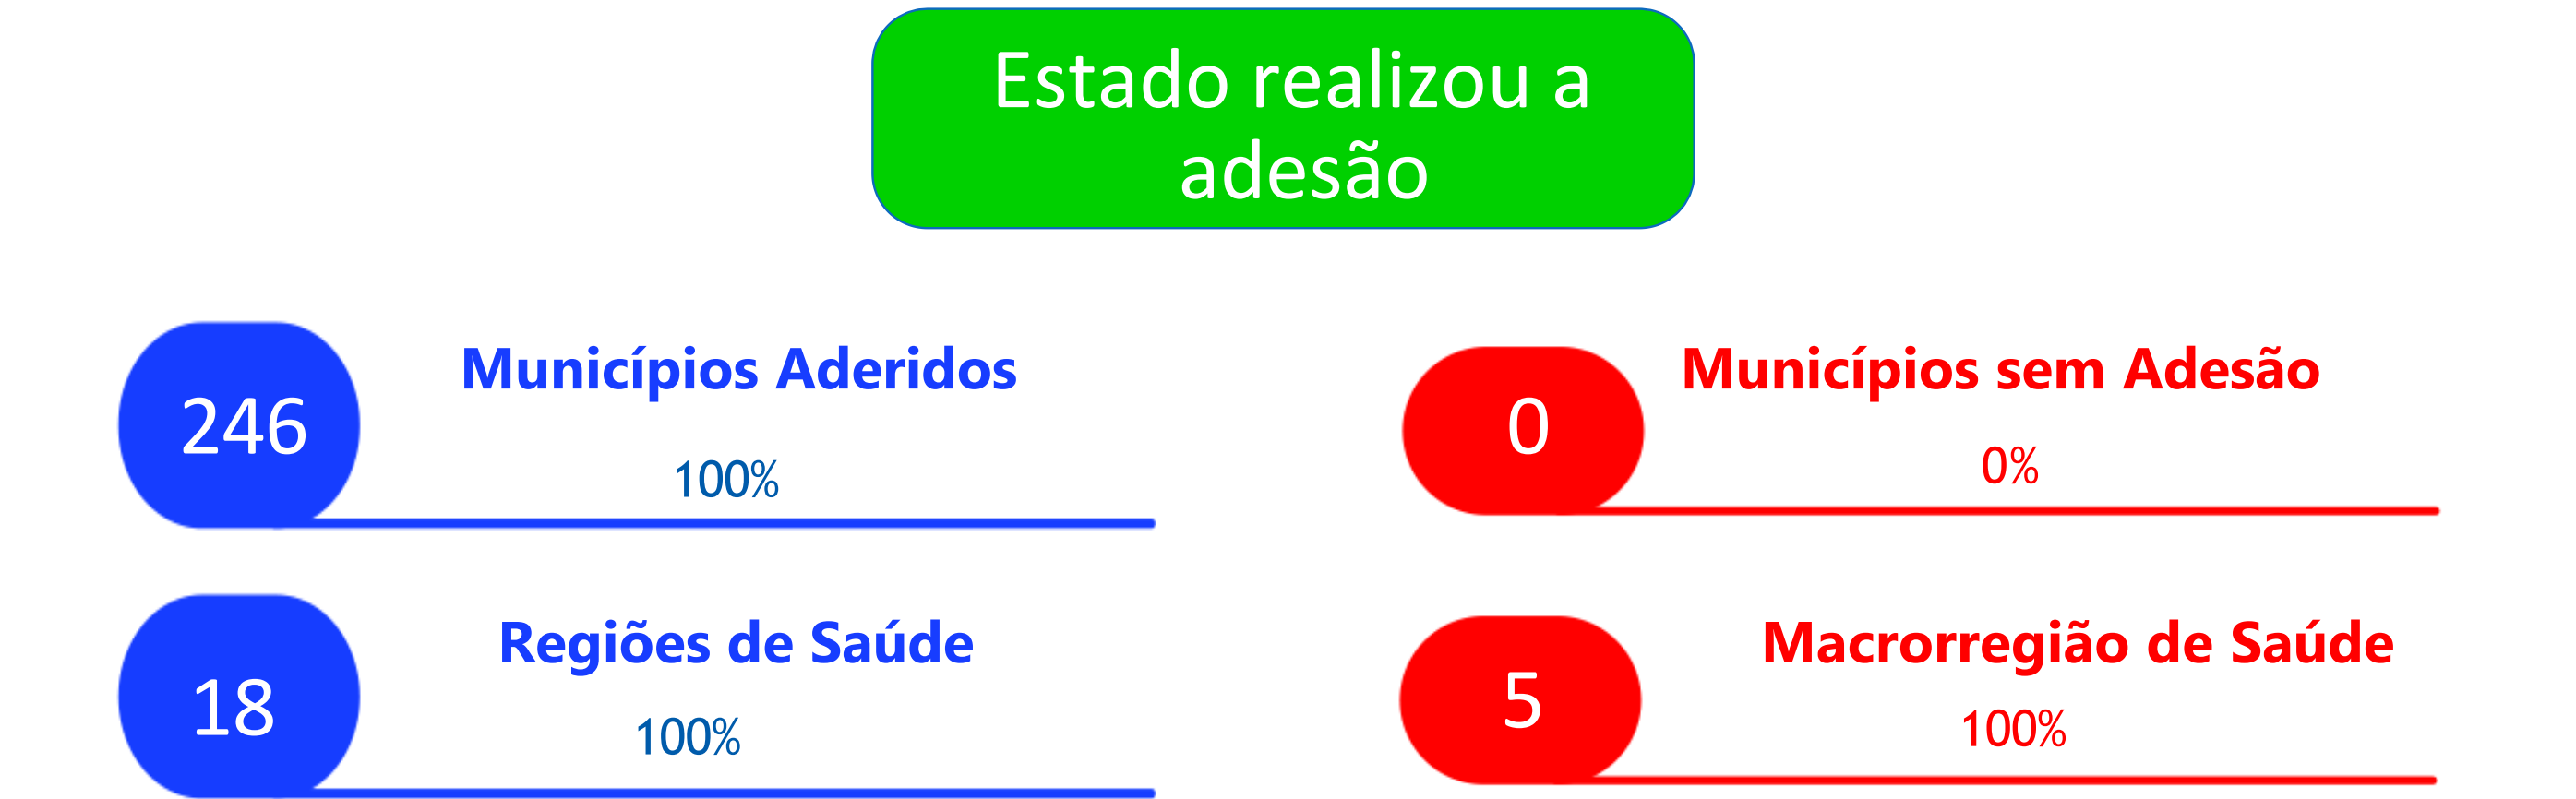 Estado realizou a
adesão
246
Municípios Aderidos
100%
0
Municípios sem Adesão
0%
18
Regiões de Saúde
100%
5
Macrorregião de Saúde
100%